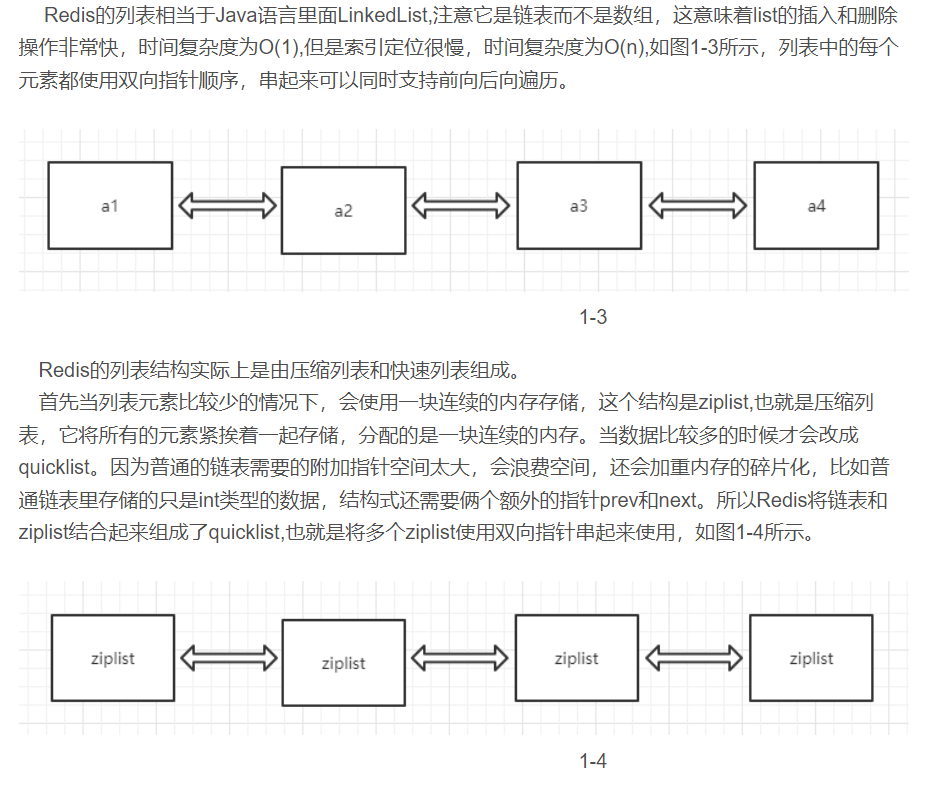 Redis的列表相当于Java语言里面LinkedList,注意它是链表而不是数组，这意味着list的插入和删除
操作非常快，时间复杂度为O(1),但是索引定位很慢，时间复杂度为O(n),如图1-3所示，列表中的每个
元素都使用双向指针顺序，串起来可以同时支持前向后向遍历。
a1
a2
a3
a4
1-3
Redis的列表结构实际上是由压缩列表和快速列表组成。
首先当列表元素比较少的情况下，会使用一块连续的内存存储，这个结构是ziplist,也就是压缩列
表，它将所有的元素紧挨着一起存储，分配的是一块连续的内存。当数据比较多的时候才会改成
quicklist。因为普通的链表需要的附加指针空间太大，会浪费空间，还会加重内存的碎片化，比如普
通链表里存储的只是int类型的数据，结构式还需要俩个额外的指针prev和next。所以Redis将链表和
ziplist结合起来组成了quicklist,也就是将多个ziplist使用双向指针串起来使用，如图1-4所示。
ziplist
ziplist
ziplist
ziplist
1-4